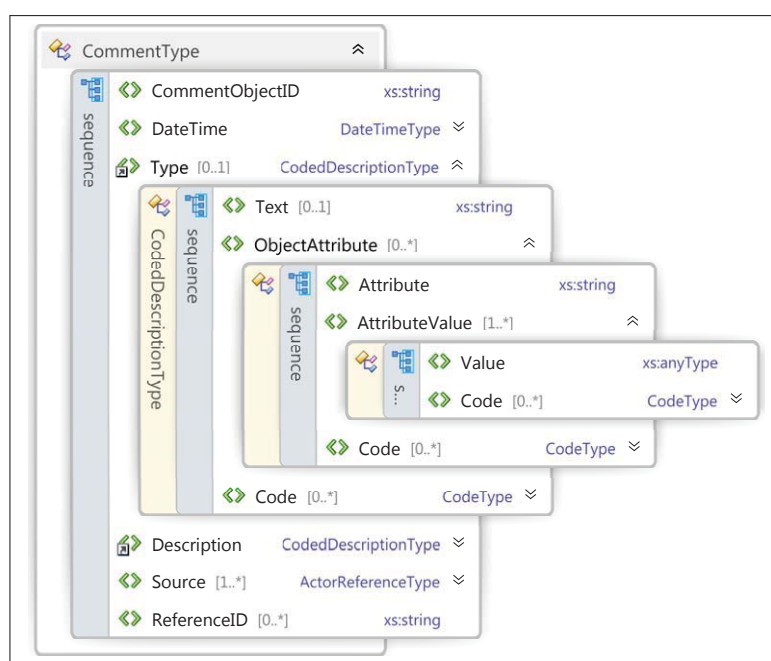 CommentType
CommentObjectID xs:string
DateTime DateTimeType
Type [0..1] CodedDescriptionType
Text [0..1] xs:string
ObjectAttribute [0..*]
Attribute xs:string
AttributeValue [1..*]
Value xs:anyType
Code [0..*] CodeType
Code [0..*] CodeType
Code [0..*] CodeType
Description CodedDescriptionType
Source [1..*] ActorReferenceType
ReferenceID [0..*] xs:string
sequence
CodedDescriptionType
sequence
sequence
s...